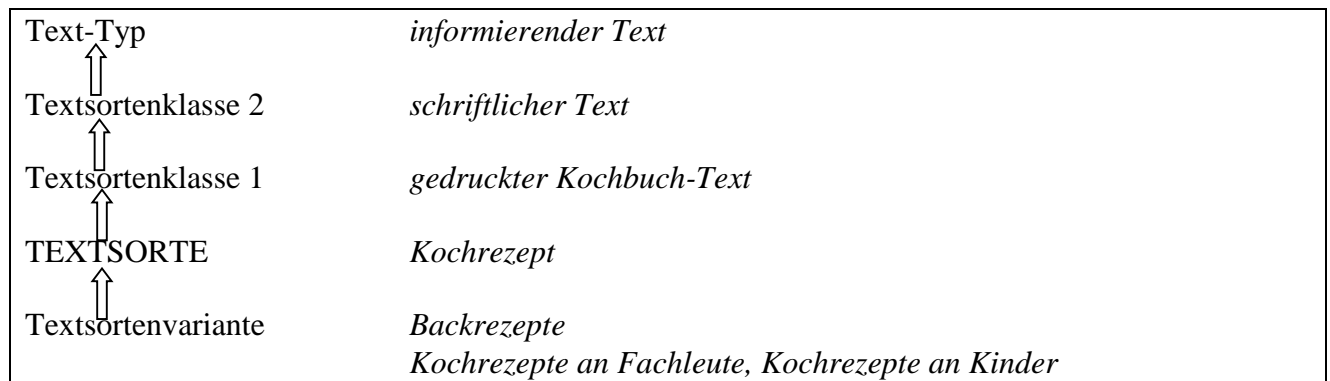 Text-Typ informierender Text
Textsortenklasse 2 schriftlicher Text
Textsortenklasse 1 gedruckter Kochbuch-Text
TEXTSORTE Kochrezept
Textsortenvariante Backrezepte
Kochrezepte an Fachleute, Kochrezepte an Kinder